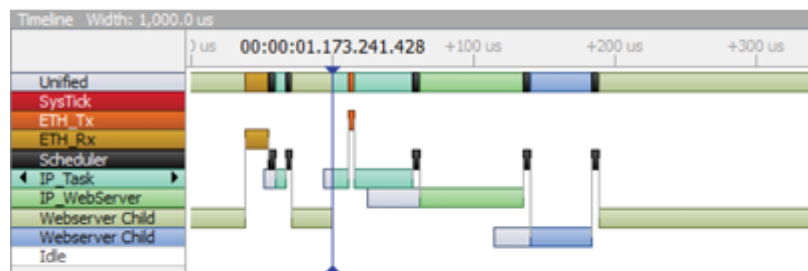 Timeline Width: 1,000.0 us
0 us 00:00:01.173.241.428 +100 us +200 us +300 us
Unified
SysTick
ETH_Tx
ETH_Rx
Scheduler
IP_Task
IP_WebServer
Webserver Child
Webserver Child
Idle